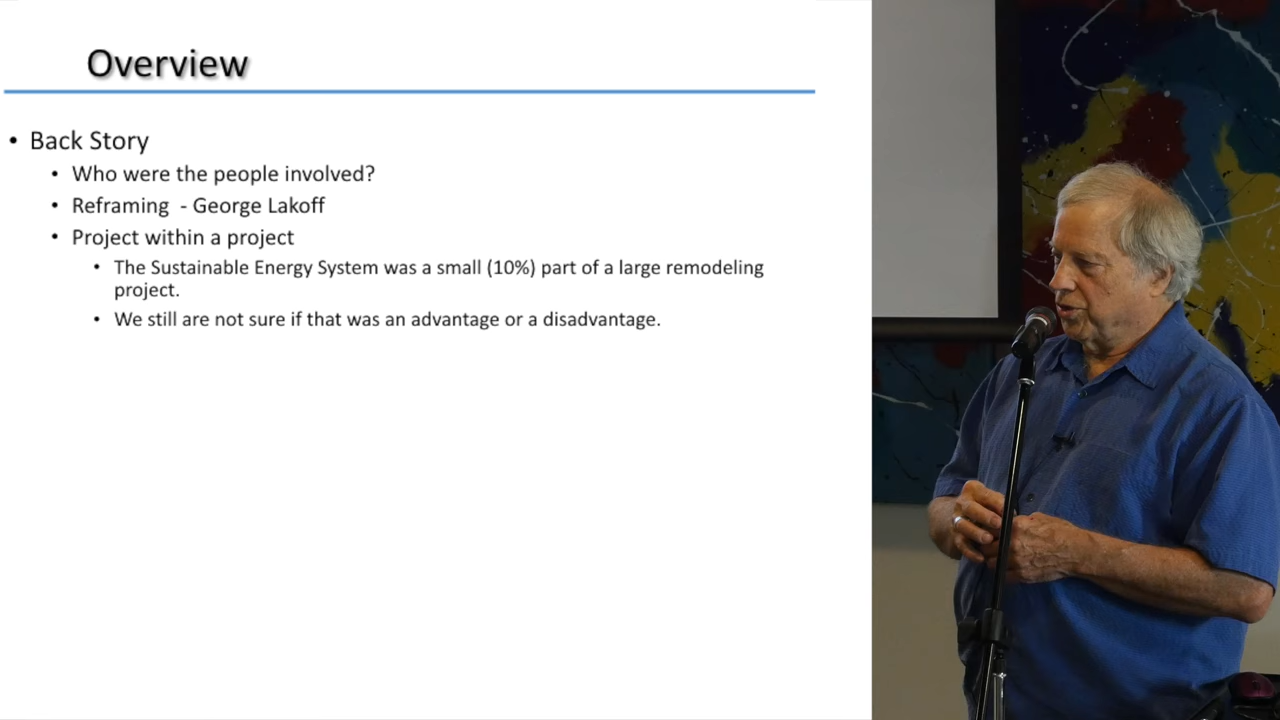 Overview
• Back Story
• Who were the people involved?
• Reframing  - George Lakoff
• Project within a project
• The Sustainable Energy System was a small (10%) part of a large remodeling
project.
• We still are not sure if that was an advantage or a disadvantage.